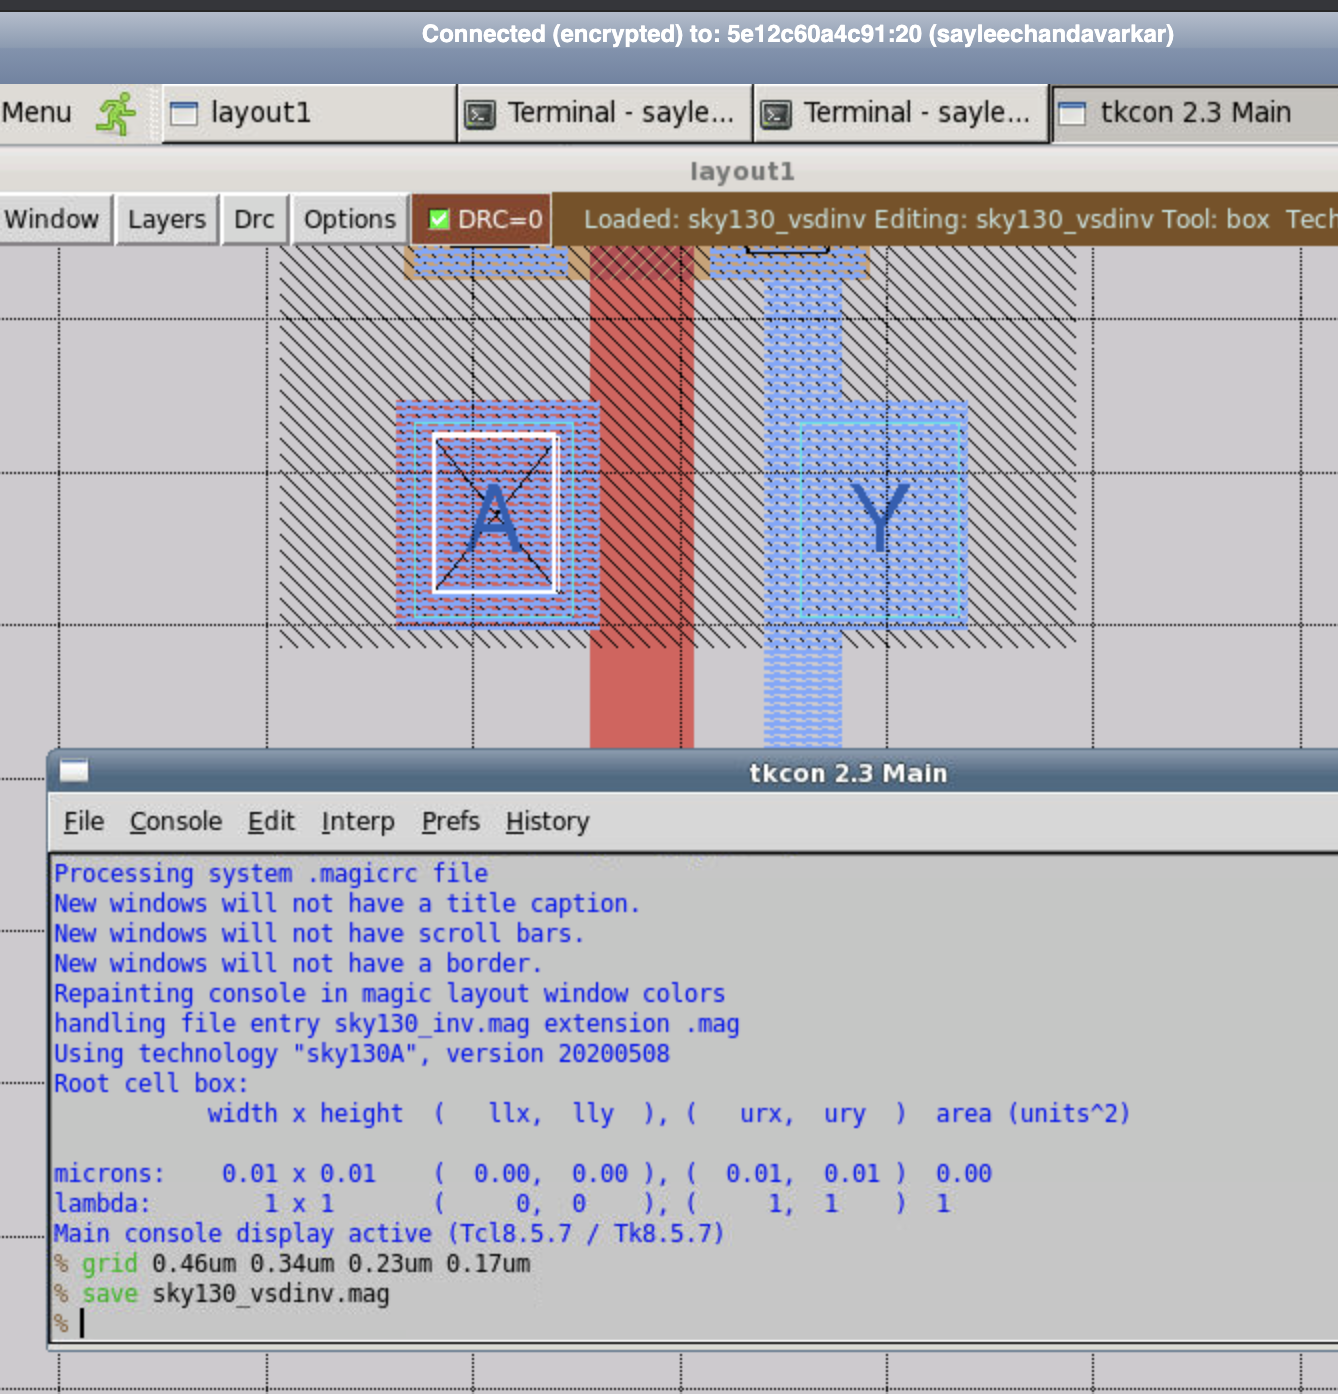 Connected (encrypted) to: 5e12c60a4c91:20 (sayleechandavarkar)
Menu layout1 Terminal - sayle... Terminal - sayle... tkcon 2.3 Main
layout1
Window Layers Drc Options DRC=0 Loaded: sky130_vsdinv Editing: sky130_vsdinv Tool: box Tech
A Y
tkcon 2.3 Main
File Console Edit Interp Prefs History
Processing system .magicrc file
New windows will not have a title caption.
New windows will not have scroll bars.
New windows will not have a border.
Repainting console in magic layout window colors
handling file entry sky130_inv.mag extension .mag
Using technology "sky130A", version 20200508
Root cell box:
width x height ( llx, lly ), ( urx, ury ) area (units^2)
microns: 0.01 x 0.01 ( 0.00, 0.00 ), ( 0.01, 0.01 ) 0.00
lambda: 1 x 1 ( 0, 0 ), ( 1, 1 ) 1
Main console display active (Tcl8.5.7 / Tk8.5.7)
% grid 0.46um 0.34um 0.23um 0.17um
% save sky130_vsdinv.mag
%